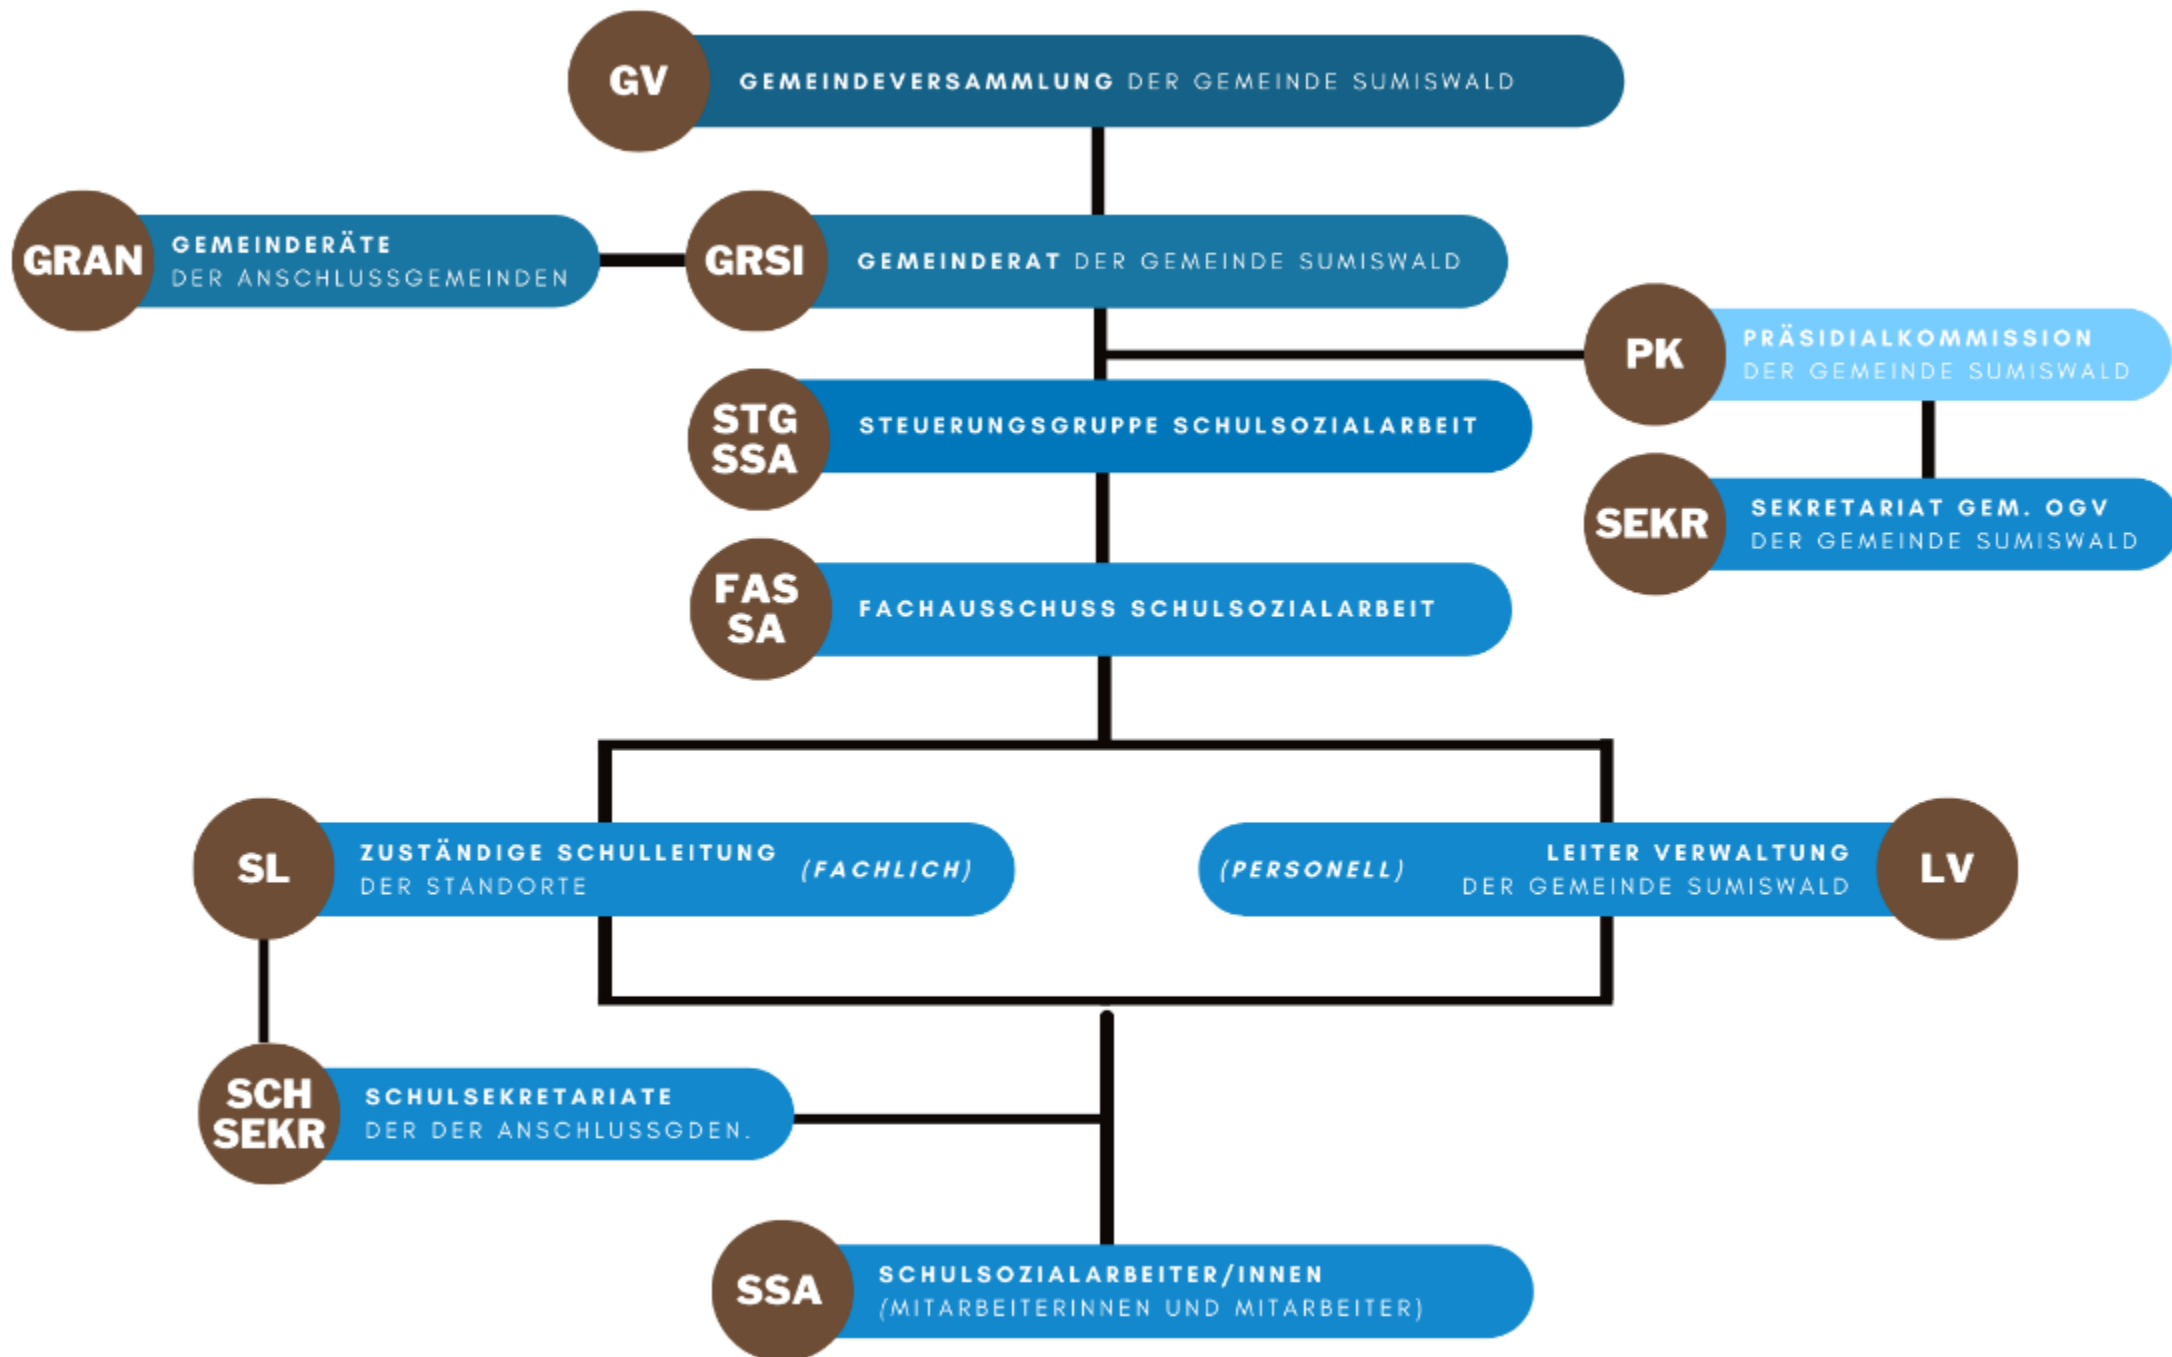 GV
GEMEINDEVERSAMMLUNG DER GEMEINDE SUMISWALD
GRAN
GEMEINDERÄTE
DER ANSCHLUSSGEMEINDEN
GRSI
GEMEINDERAT DER GEMEINDE SUMISWALD
PK
PRÄSIDIALKOMMISSION
DER GEMEINDE SUMISWALD
STG
SSA
STEUERUNGSGRUPPE SCHULSOZIALARBEIT
SEKR
SEKRETARIAT GEM. OGV
DER GEMEINDE SUMISWALD
FAS
SA
FACHAUSSCHUSS SCHULSOZIALARBEIT
SL
ZUSTÄNDIGE SCHULLEITUNG
DER STANDORTE
(FACHLICH)
(PERSONELL)
LEITER VERWALTUNG
DER GEMEINDE SUMISWALD
LV
SCH
SEKR
SCHULSEKRETARIATE
DER DER ANSCHLUSSGDEN.
SSA
SCHULSOZIALARBEITER/INNEN
(MITARBEITERINNEN UND MITARBEITER)